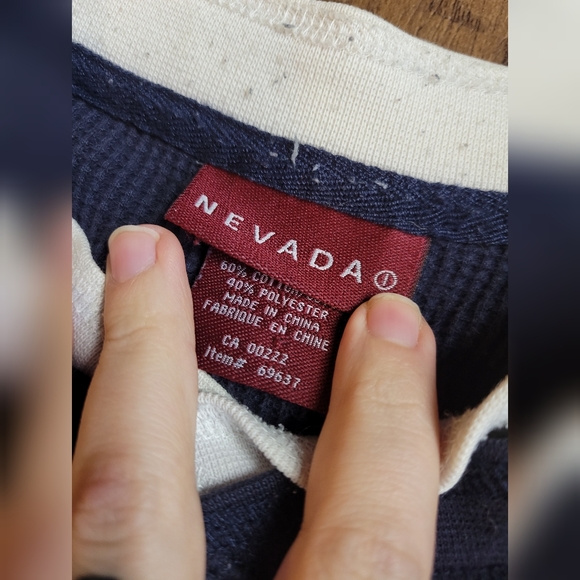 NEVADA
60% COTTON
40% POLYESTER
MADE IN CHINA
FABRIQUE EN CHINE
CA 00222
Item# 69637